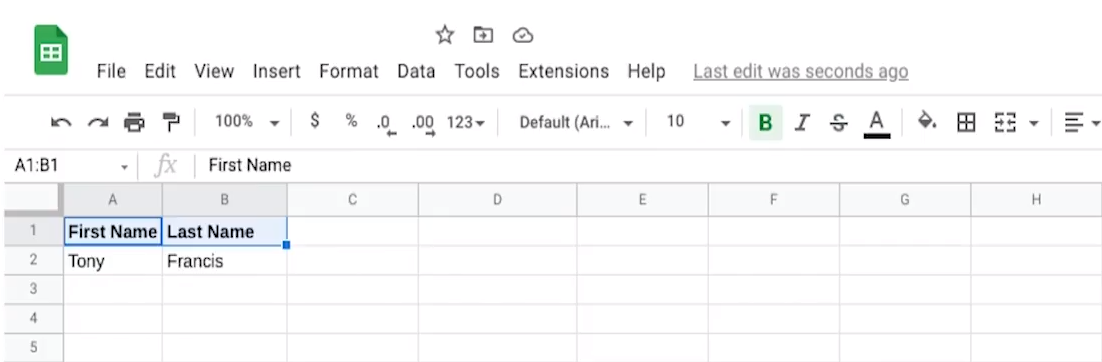 File Edit View Insert Format Data Tools Extensions Help Last edit was seconds ago
100% $ % .0 .00 123 Default (Ari... 10 B I S A
A1:B1 fx First Name
A B C D E F G H
1 First Name Last Name
2 Tony Francis
3
4
5